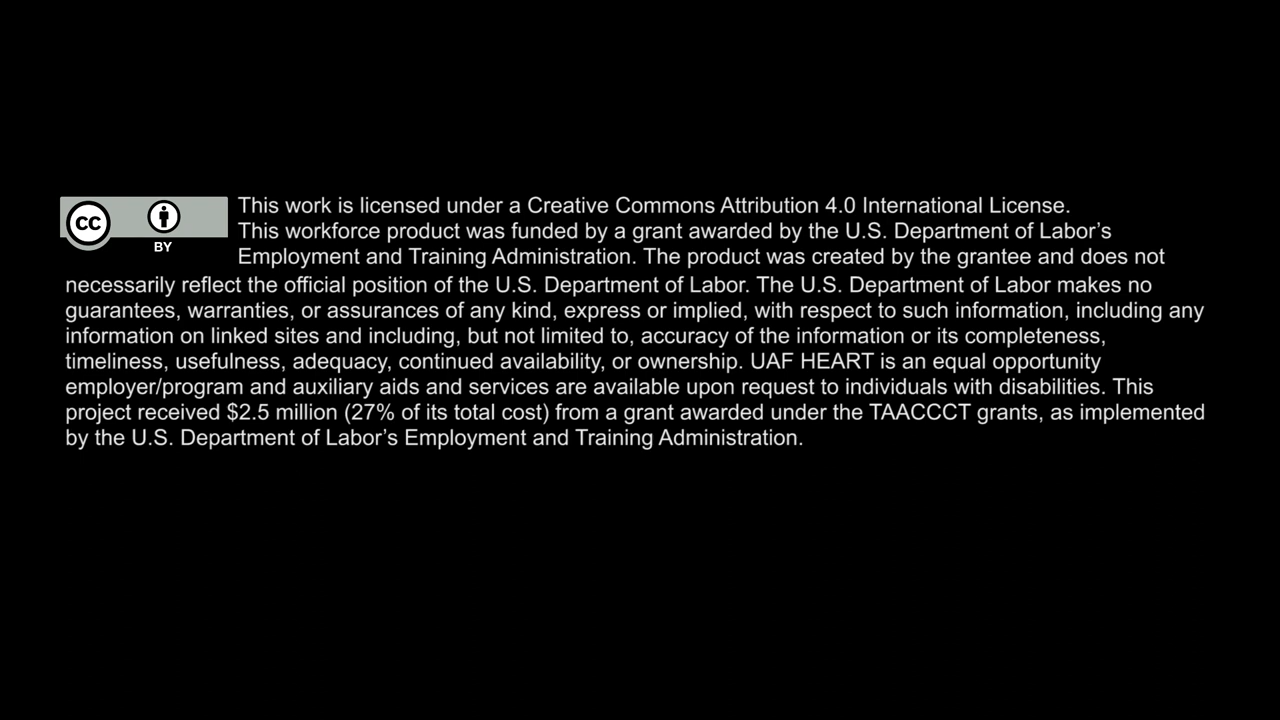 This work is licensed under a Creative Commons Attribution 4.0 International License.
This workforce product was funded by a grant awarded by the U.S. Department of Labor’s
Employment and Training Administration. The product was created by the grantee and does not
necessarily reflect the official position of the U.S. Department of Labor. The U.S. Department of Labor makes no
guarantees, warranties, or assurances of any kind, express or implied, with respect to such information, including any
information on linked sites and including, but not limited to, accuracy of the information or its completeness,
timeliness, usefulness, adequacy, continued availability, or ownership. UAF HEART is an equal opportunity
employer/program and auxiliary aids and services are available upon request to individuals with disabilities. This
project received $2.5 million (27% of its total cost) from a grant awarded under the TAACCCT grants, as implemented
by the U.S. Department of Labor’s Employment and Training Administration.
cc
BY